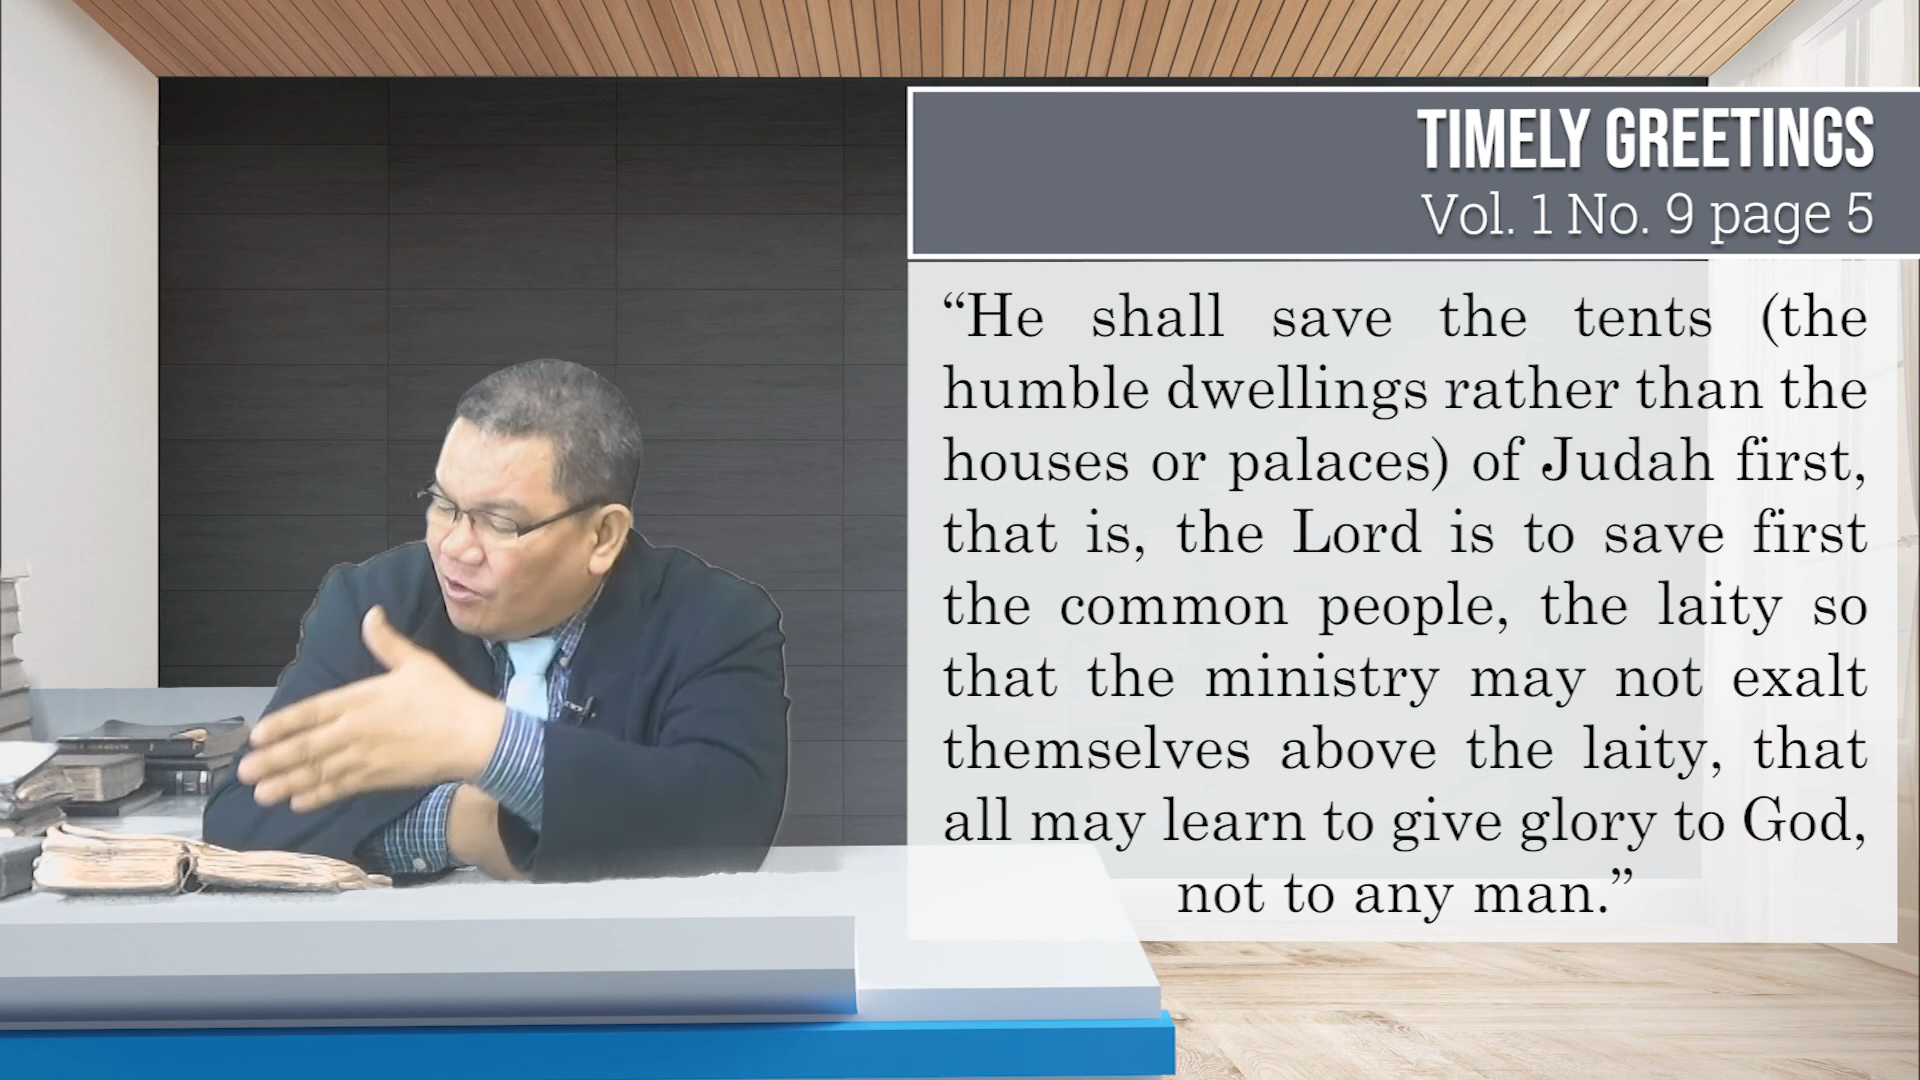 TIMELY GREETINGS
Vol. 1 No. 9 page 5
“He shall save the tents (the
humble dwellings rather than the
houses or palaces) of Judah first,
that is, the Lord is to save first
the common people, the laity so
that the ministry may not exalt
themselves above the laity, that
all may learn to give glory to God,
not to any man.”